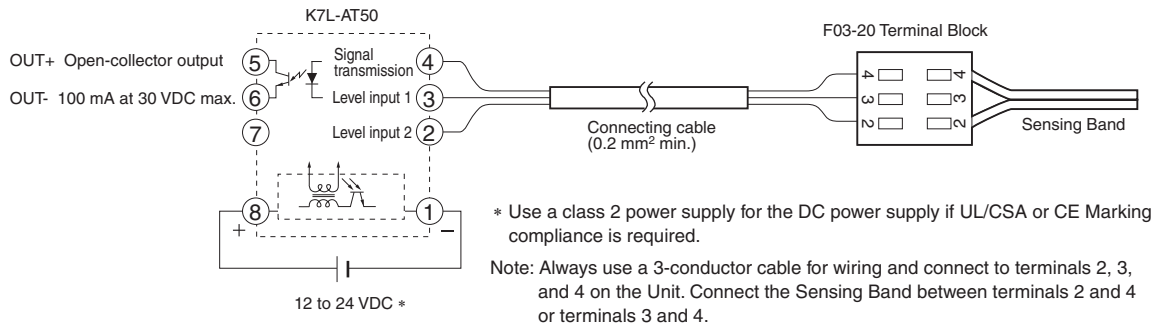 K7L-AT50
F03-20 Terminal Block
OUT+ Open-collector output
5
Signal
transmission
4
OUT- 100 mA at 30 VDC max.
6
Level input 1
3
7
Level input 2
2
4
4
3
3
2
2
Connecting cable
(0.2 mm² min.)
Sensing Band
8
1
+
−
12 to 24 VDC *
* Use a class 2 power supply for the DC power supply if UL/CSA or CE Marking
compliance is required.
Note: Always use a 3-conductor cable for wiring and connect to terminals 2, 3,
and 4 on the Unit. Connect the Sensing Band between terminals 2 and 4
or terminals 3 and 4.